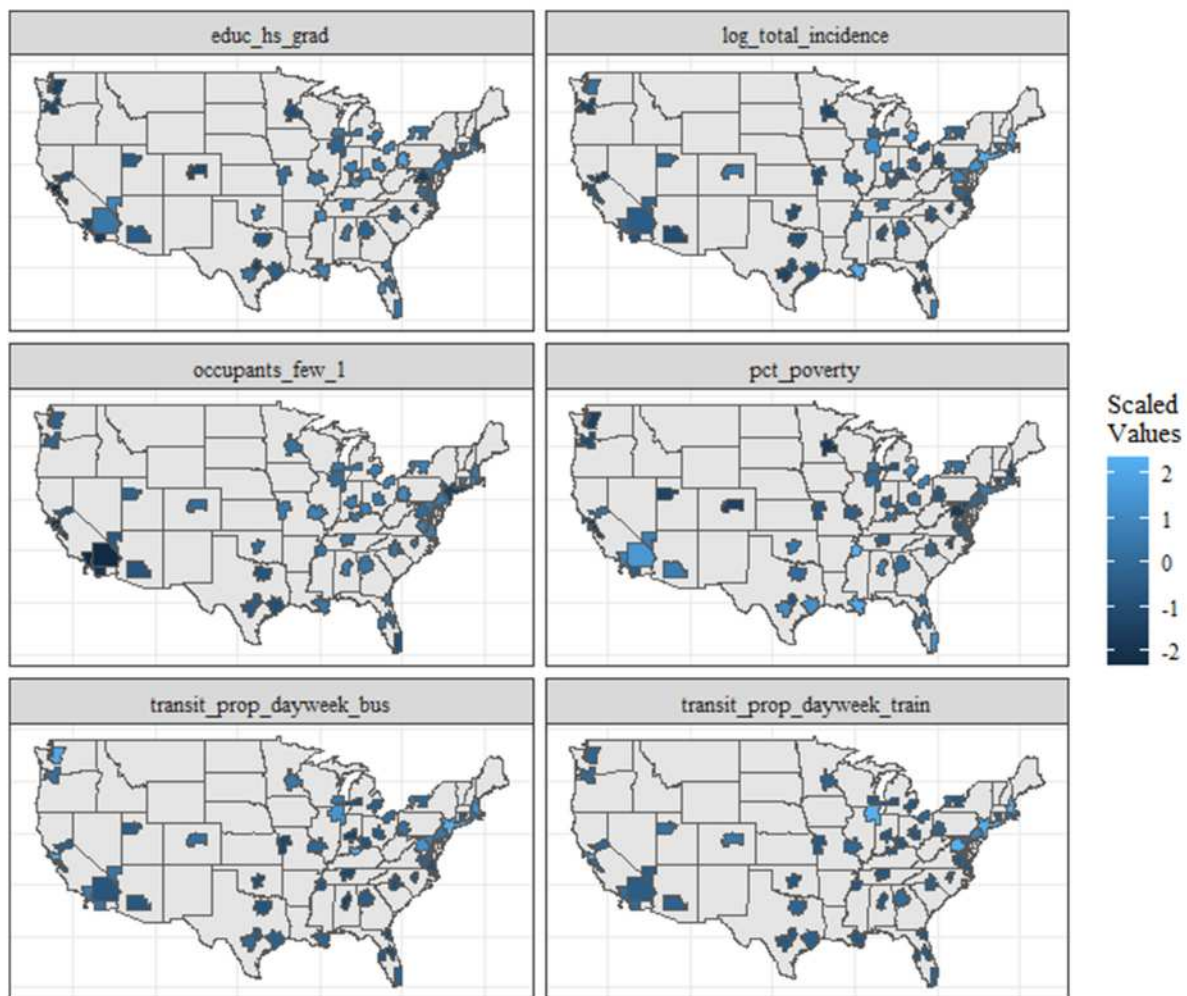 educ_hs_grad
log_total_incidence
occupants_few_1
pct_poverty
Scaled
Values
2
1
0
-1
-2
transit_prop_dayweek_bus
transit_prop_dayweek_train